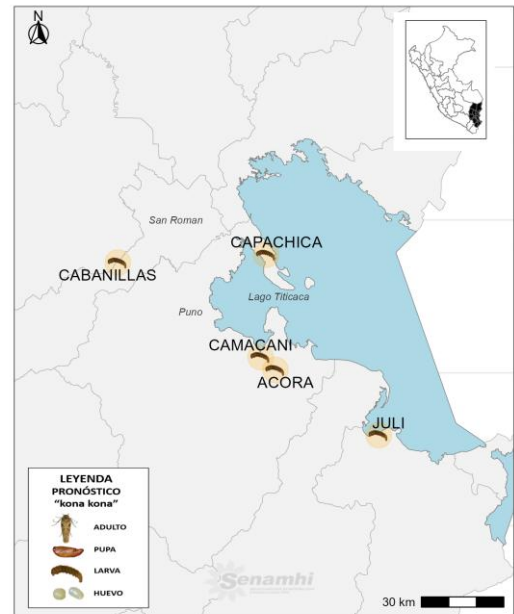 N
San Roman
CAPACHICA
CABANILLAS
Lago Titicaca
Puno
CAMACANI
ACORA
JULI
LEYENDA
PRONÓSTICO
“kona kona”
ADULTO
PUPA
LARVA
HUEVO
Senamhi
30 km